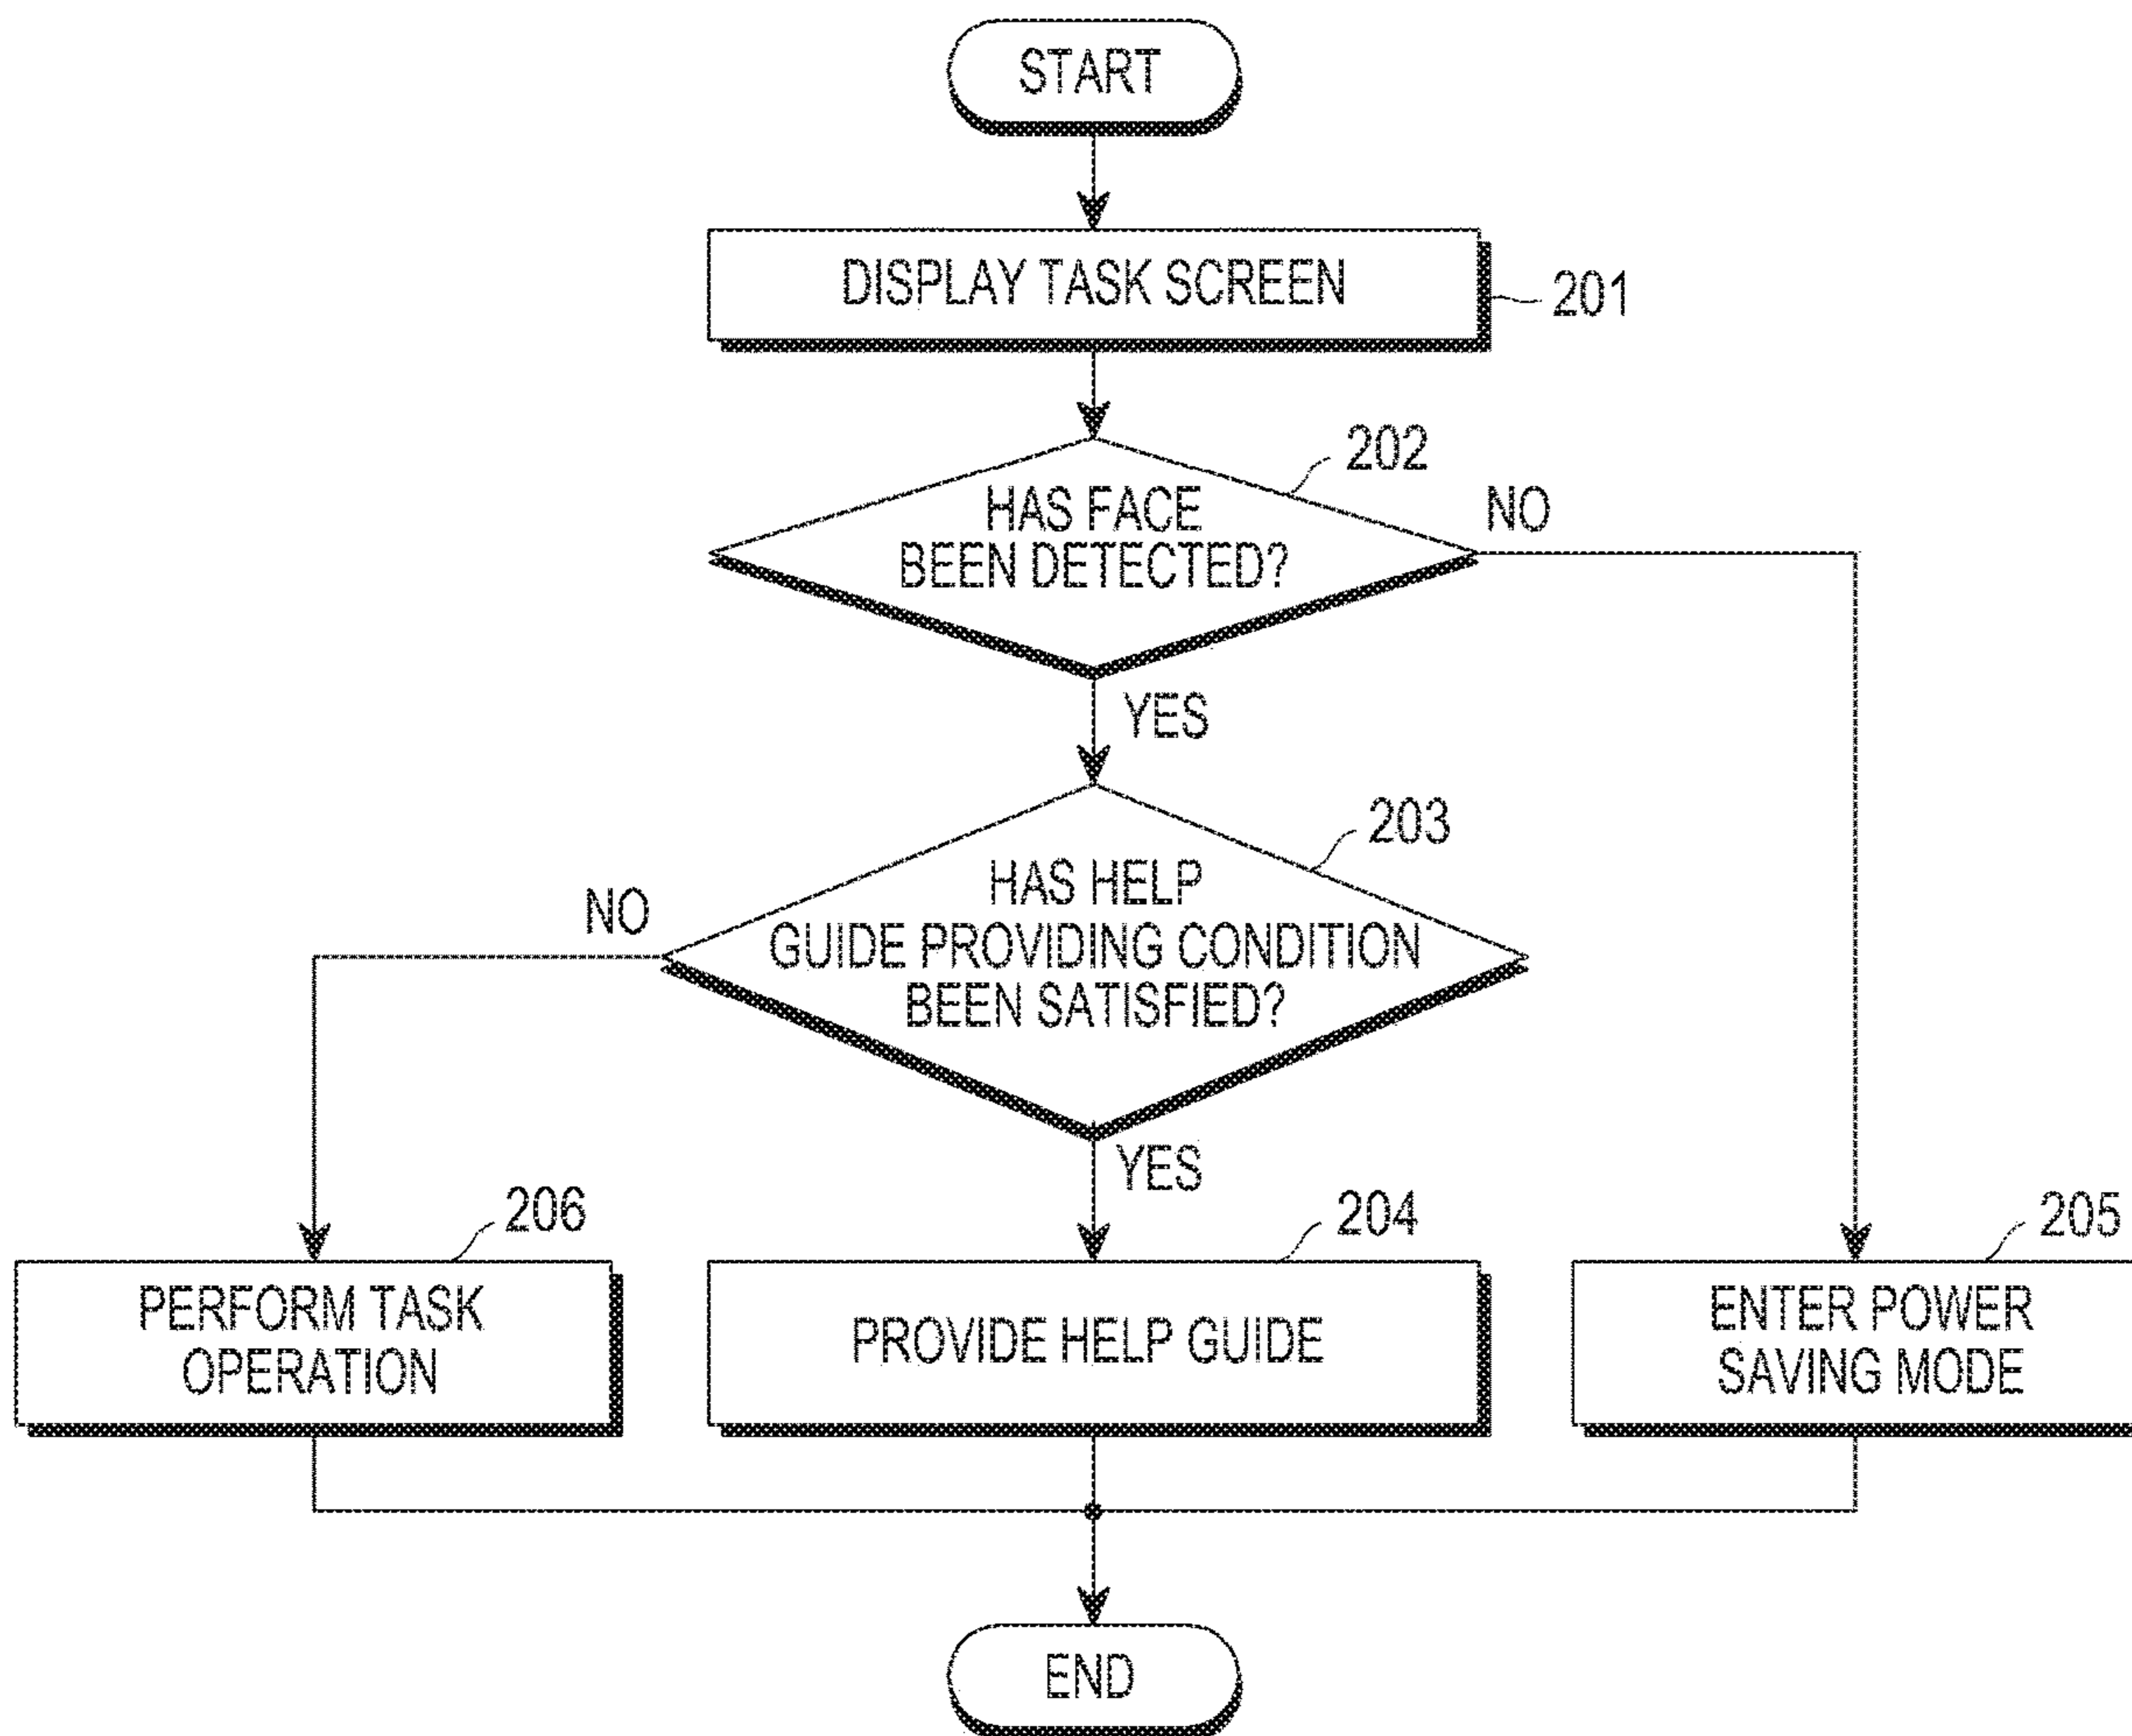 START
DISPLAY TASK SCREEN
201
202
HAS FACE
BEEN DETECTED?
NO
YES
203
HAS HELP
GUIDE PROVIDING CONDITION
BEEN SATISFIED?
NO
YES
206
PERFORM TASK
OPERATION
204
PROVIDE HELP GUIDE
205
ENTER POWER
SAVING MODE
END